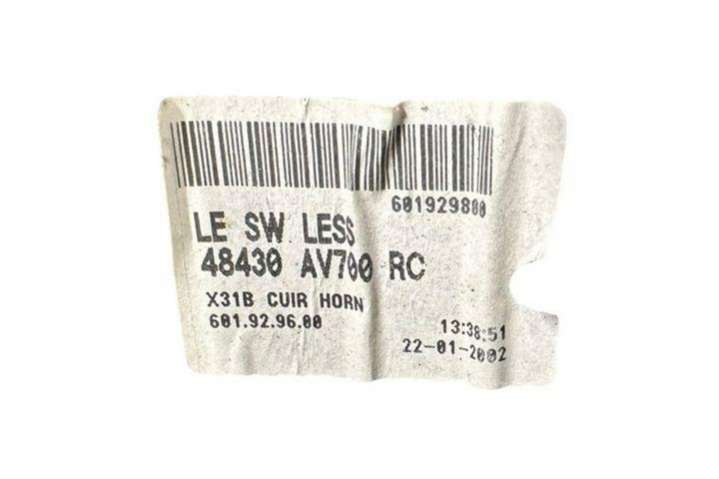 601929800
LE SW LESS
48430 AV700 RC
X31B CUIR HORN
601.92.96.00
13:38:51
22-01-2002